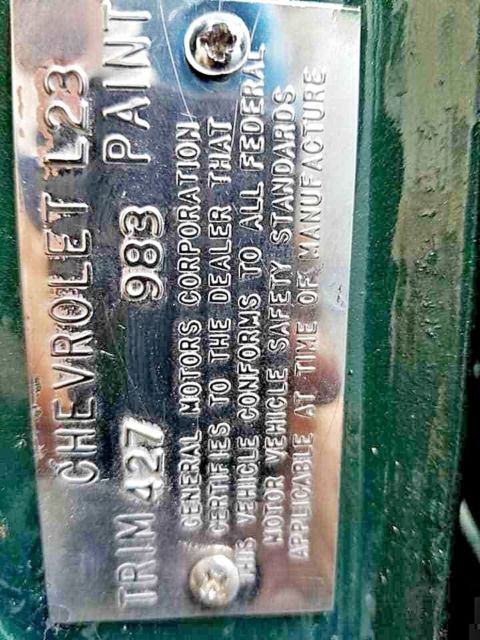 CHEVROLET L23
TRIM 427 983 PAINT
GENERAL MOTORS CORPORATION
CERTIFIES TO THE DEALER THAT
THIS VEHICLE CONFORMS TO ALL FEDERAL
MOTOR VEHICLE SAFETY STANDARDS
APPLICABLE AT TIME OF MANUFACTURE